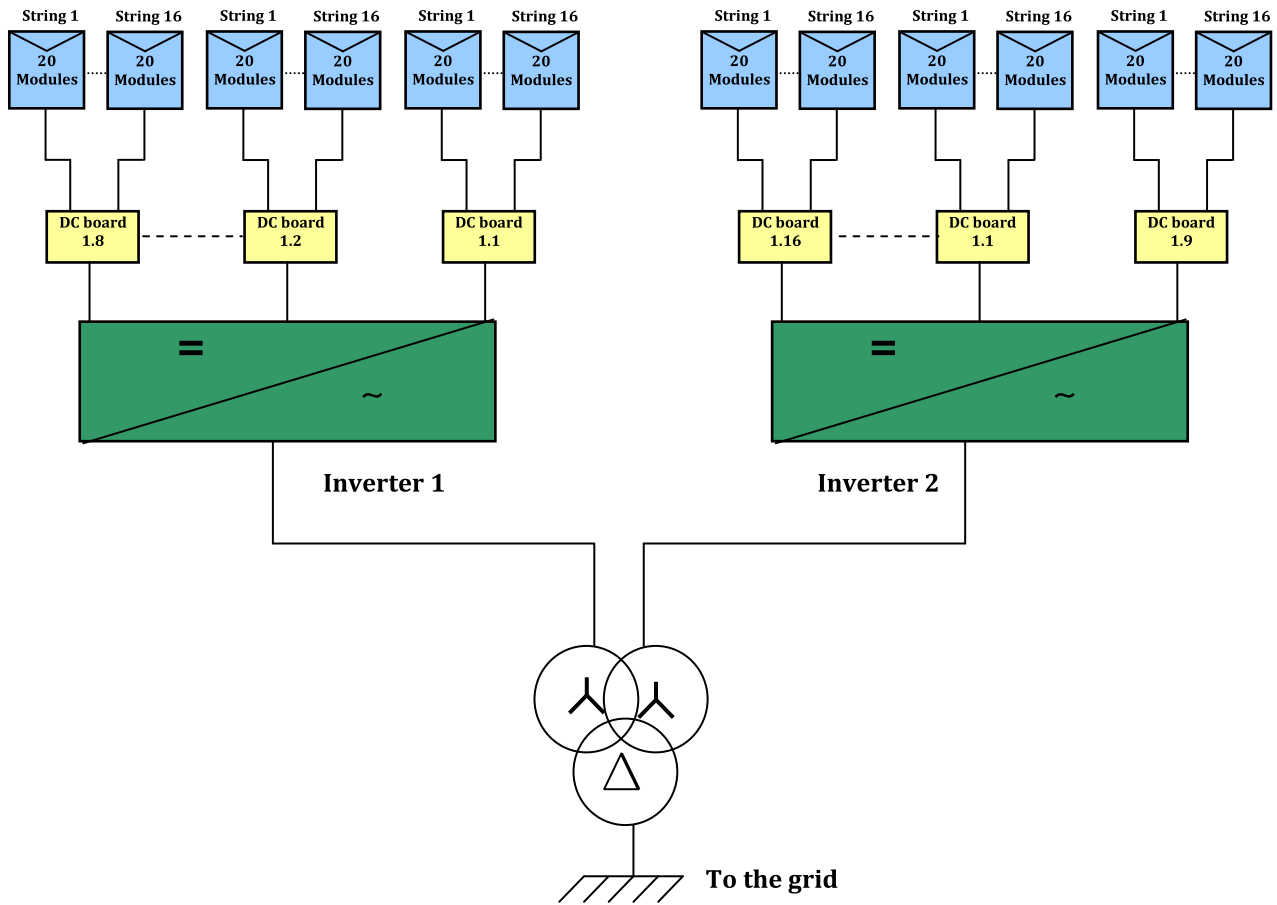 String 1 String 16 String 1 String 16 String 1 String 16 String 1 String 16 String 1 String 16 String 1 String 16
20 20 20 20 20 20 20 20 20 20 20 20
Modules Modules Modules Modules Modules Modules Modules Modules Modules Modules Modules Modules
DC board DC board DC board DC board DC board DC board
1.8 1.2 1.1 1.16 1.1 1.9
= =
~ ~
Inverter 1 Inverter 2
To the grid